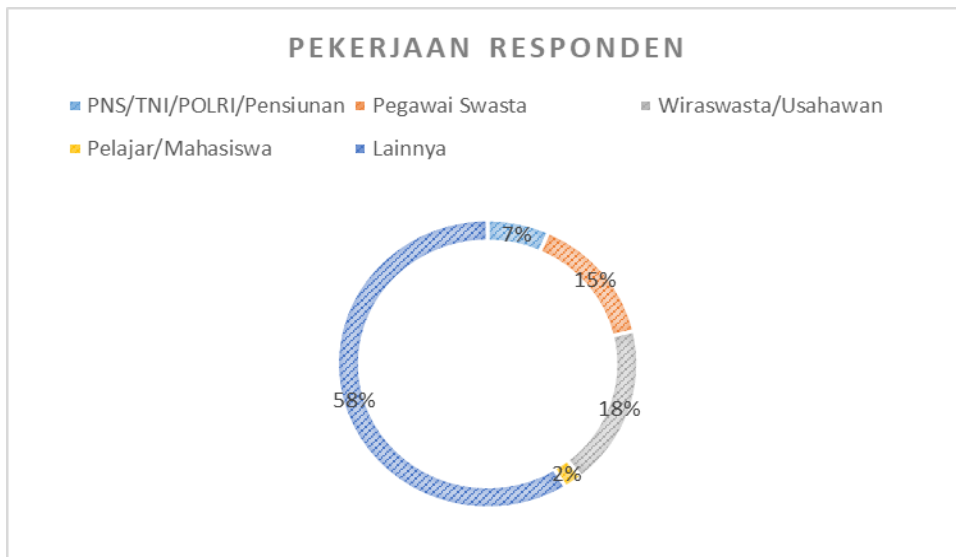 PEKERJAAN RESPONDEN
PNS/TNI/POLRI/Pensiunan Pegawai Swasta Wiraswasta/Usahawan
Pelajar/Mahasiswa Lainnya
7%
15%
18%
2%
58%